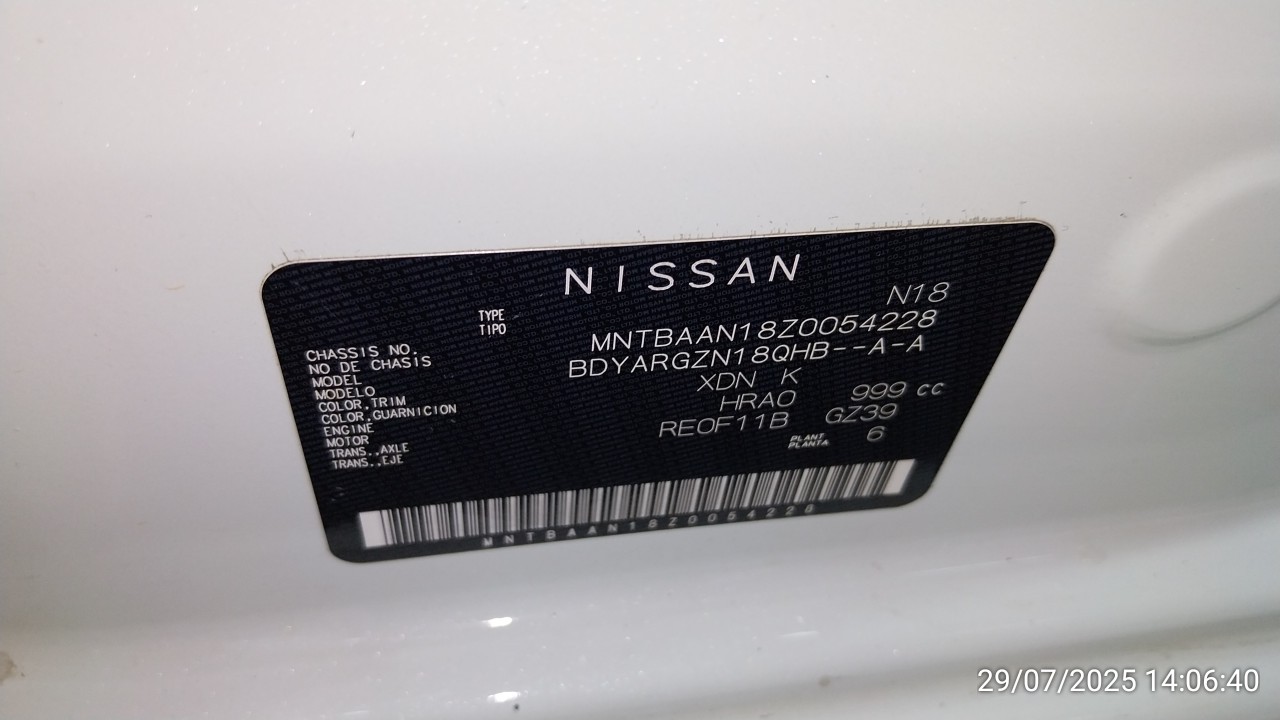 NISSAN
TYPE N18
TIPO
CHASSIS NO. MNTBAAN18Z0054228
NO DE CHASIS
MODEL BDYARGZN18QHB--A-A
MODELO
COLOR,TRIM XDN K
COLOR,GUARNICION
ENGINE HRA0 999 cc
MOTOR
TRANS.,AXLE RE0F11B GZ39
TRANS.,EJE
PLANT 6
PLANTA
MNTBAAN18Z0054228
29/07/2025 14:06:40